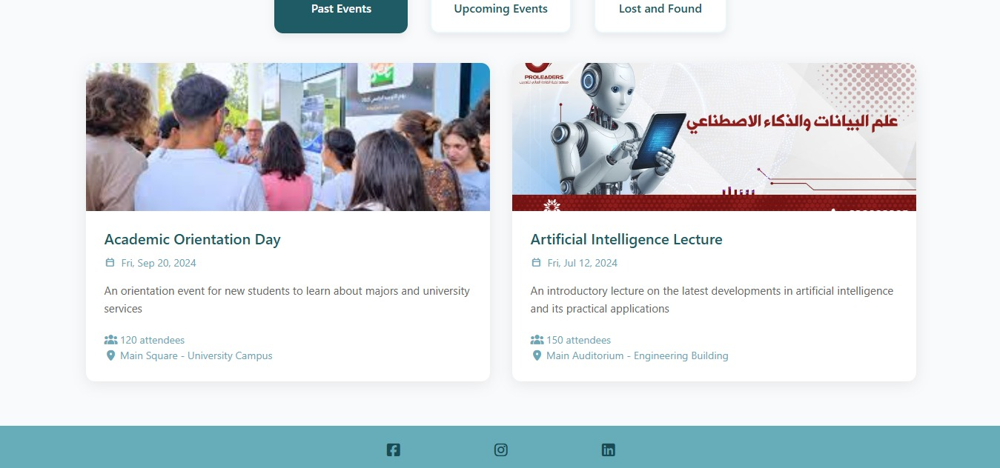 Past Events
Upcoming Events
Lost and Found
PROLEADERS
علم البيانات والذكاء الاصطناعي
Academic Orientation Day
Fri, Sep 20, 2024
An orientation event for new students to learn about majors and university
services
120 attendees
Main Square - University Campus
Artificial Intelligence Lecture
Fri, Jul 12, 2024
An introductory lecture on the latest developments in artificial intelligence
and its practical applications
150 attendees
Main Auditorium - Engineering Building